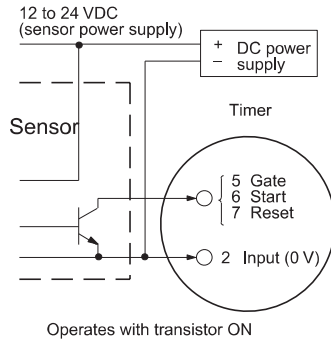 12 to 24 VDC
(sensor power supply)
+ DC power
− supply
Timer
Sensor
5 Gate
6 Start
7 Reset
2 Input (0 V)
Operates with transistor ON